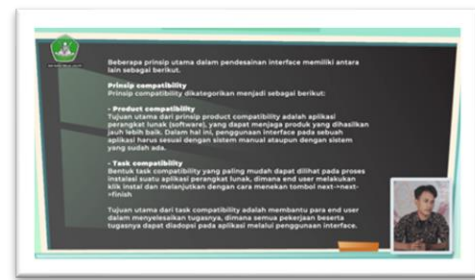 Beberapa prinsip utama dalam pendesainan interface memiliki antara
lain sebagai berikut.
Prinsip compatibility
Prinsip compatibility dikategorikan menjadi sebagai berikut:
- Product compatibility
Tujuan utama dari prinsip product compatibility adalah aplikasi
perangkat lunak (software), yang dapat menjaga produk yang dihasilkan
jauh lebih baik. Dalam hal ini, penggunaan interface pada sebuah
aplikasi harus sesuai dengan sistem manual ataupun dengan sistem
yang sudah ada.
- Task compatibility
Bentuk task compatibility yang paling mudah dapat dilihat pada proses
instalasi suatu aplikasi perangkat lunak, dimana end user melakukan
klik instal dan melanjutkan dengan cara menekan tombol next->next-
>finish
Tujuan utama dari task compatibility adalah membantu para end user
dalam menyelesaikan tugasnya, dimana semua pekerjaan beserta
tugasnya dapat diadopsi pada aplikasi melalui penggunaan interface.